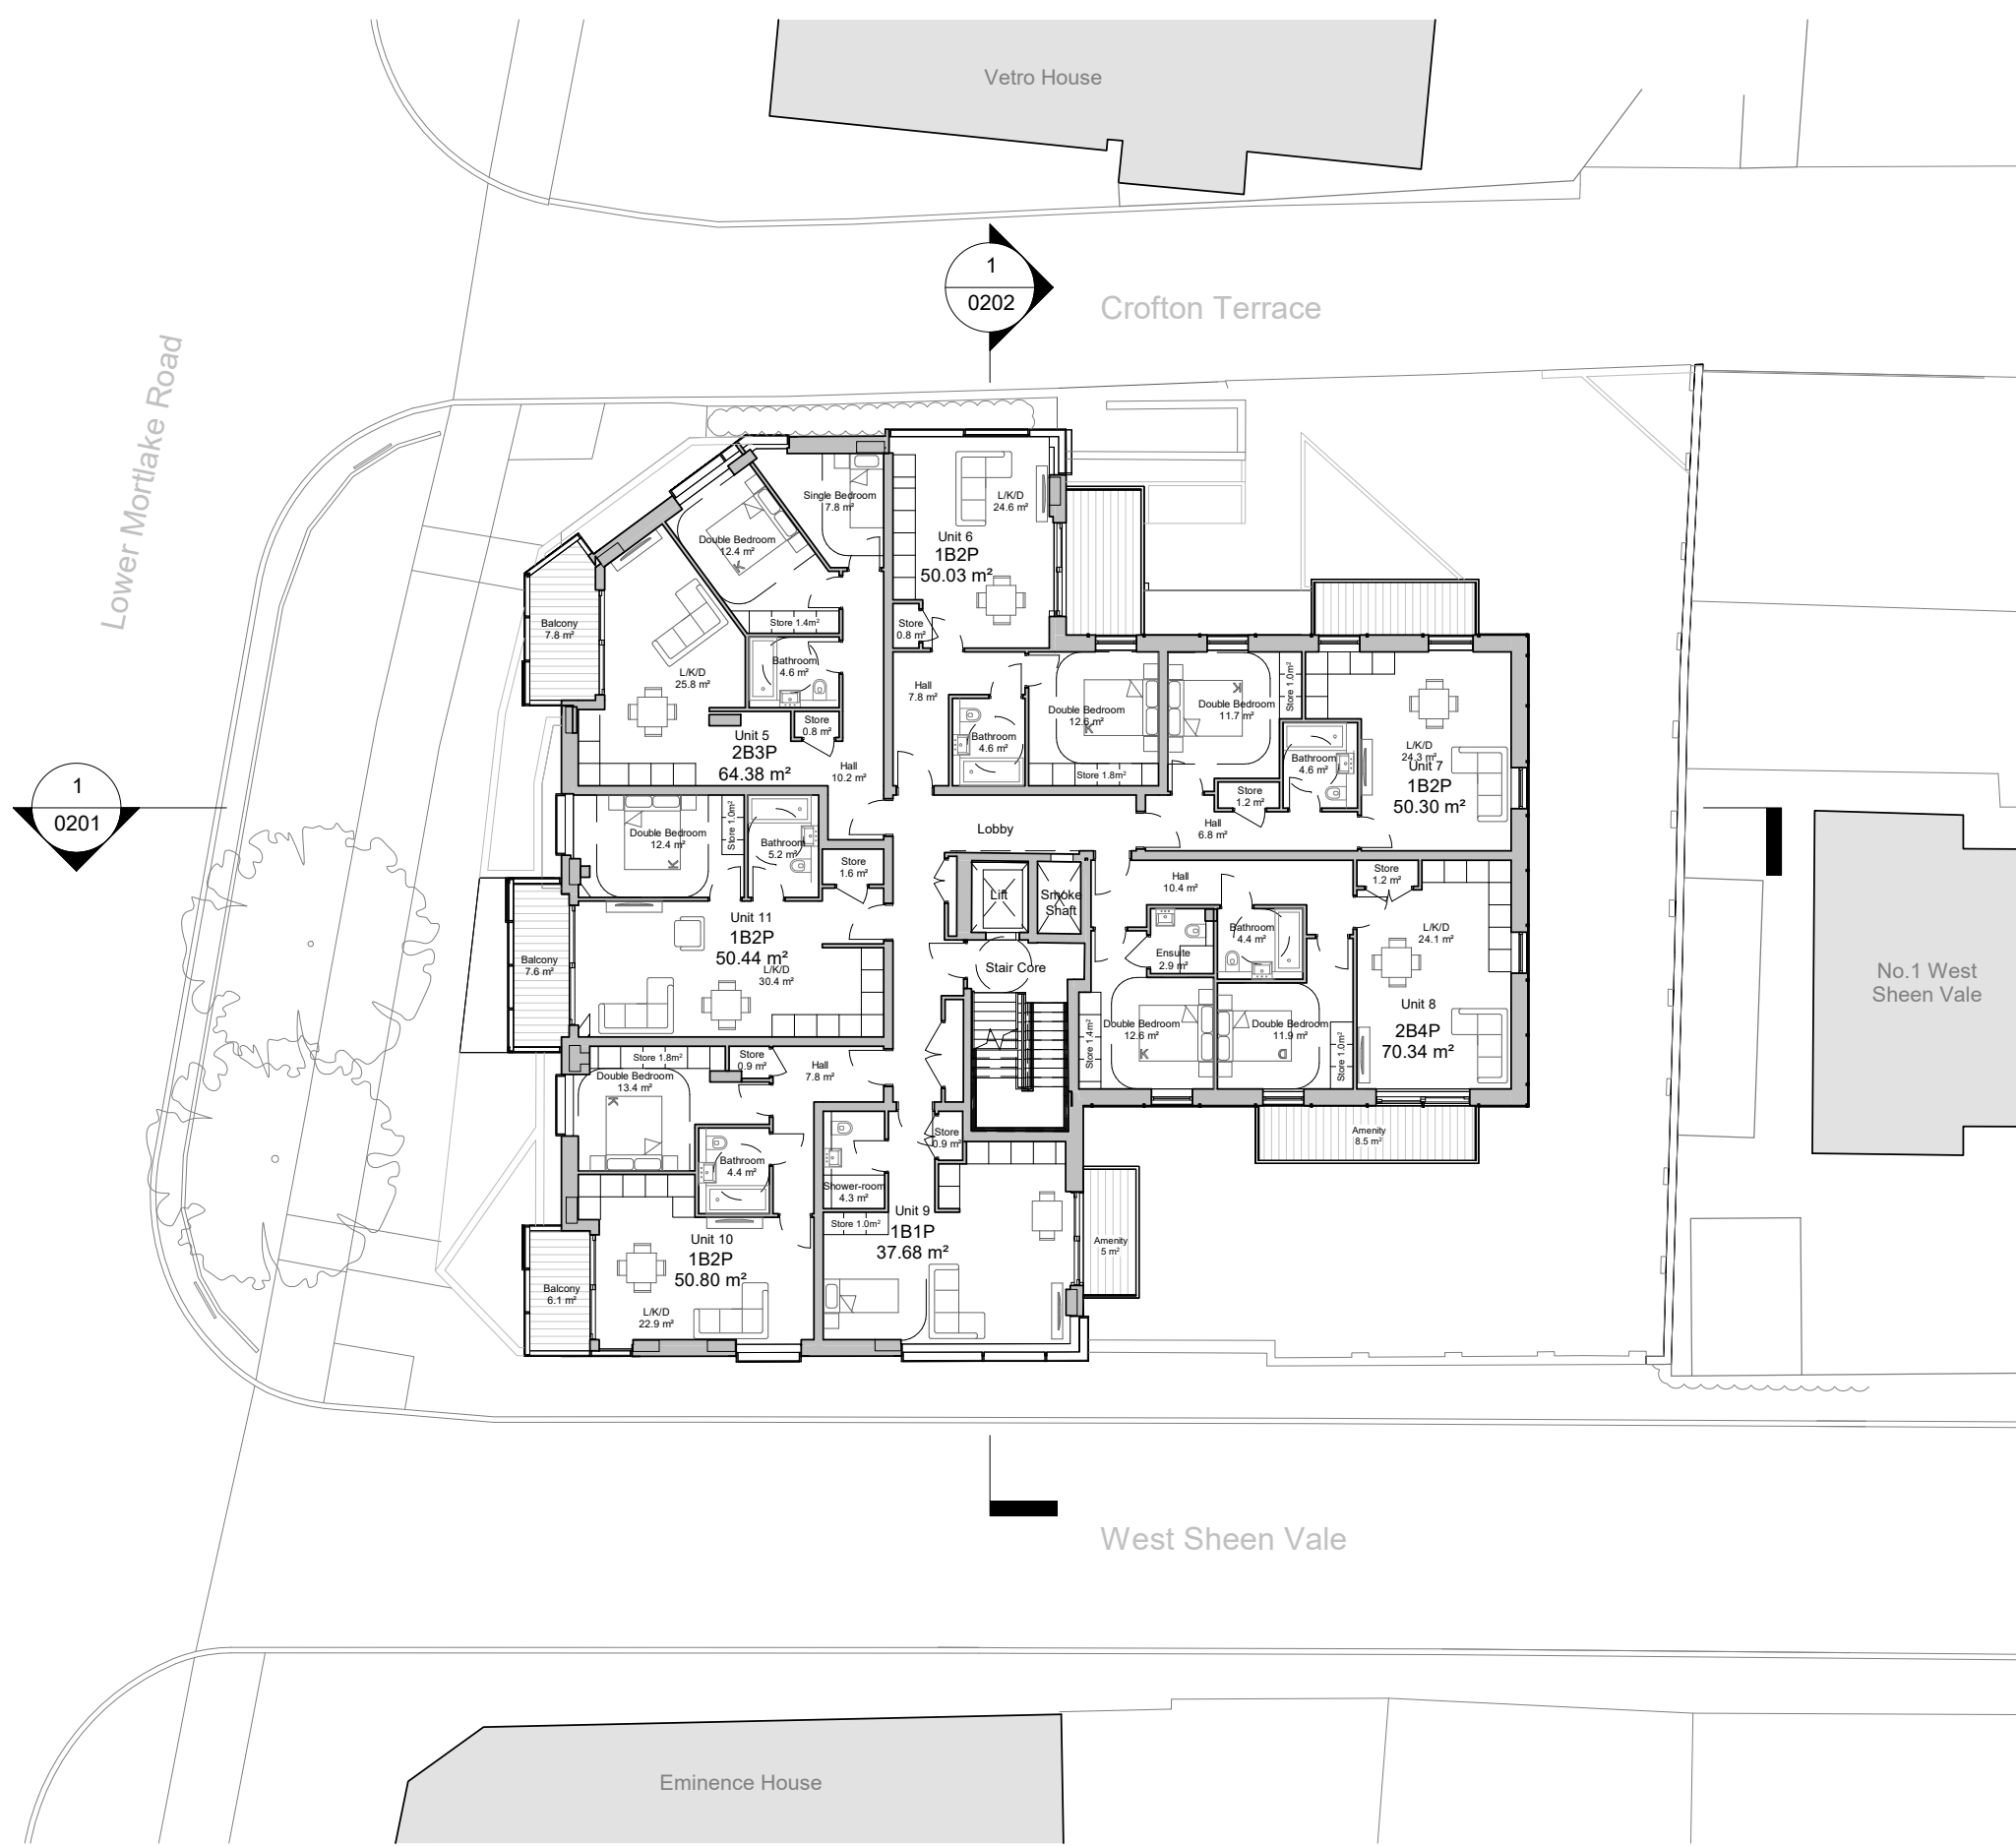 Vetro House
1
0202
Crofton Terrace
Lower Mortlake Road
Single Bedroom
7.8 m²
Double Bedroom
12.4 m²
L/K/D
24.6 m²
Unit 6
1B2P
50.03 m²
Balcony
7.8 m²
Store 1.4m²
Store
0.8 m²
Bathroom
4.6 m²
L/K/D
25.8 m²
Store
0.8 m²
Unit 5
2B3P
64.38 m²
Hall
10.2 m²
Hall
7.8 m²
Bathroom
4.6 m²
Double Bedroom
12.6 m²
K
Store 1.8m²
Double Bedroom
11.7 m²
K
Store 1.0m²
Bathroom
4.6 m²
Store
1.2 m²
Hall
6.8 m²
L/K/D
24.3 m²
Unit 7
1B2P
50.30 m²
1
0201
Double Bedroom
12.4 m²
K
Store 1.0m²
Bathroom
5.2 m²
Store
1.6 m²
Lobby
Lift
Smoke
Shaft
Stair Core
Unit 11
1B2P
50.44 m²
L/K/D
30.4 m²
Balcony
7.6 m²
Hall
10.4 m²
Ensuite
2.9 m²
Bathroom
4.4 m²
Store
1.2 m²
L/K/D
24.1 m²
Unit 8
2B4P
70.34 m²
Double Bedroom
12.6 m²
K
Store 1.4m²
Double Bedroom
11.9 m²
D
Store 1.0m²
No.1 West
Sheen Vale
Store 1.8m²
Store
0.9 m²
Hall
7.8 m²
Double Bedroom
13.4 m²
K
Bathroom
4.4 m²
Store
0.9 m²
Shower-room
4.3 m²
Store 1.0m²
Unit 9
1B1P
37.68 m²
Amenity
8.5 m²
Amenity
5 m²
Unit 10
1B2P
50.80 m²
Balcony
6.1 m²
L/K/D
22.9 m²
West Sheen Vale
Eminence House
K